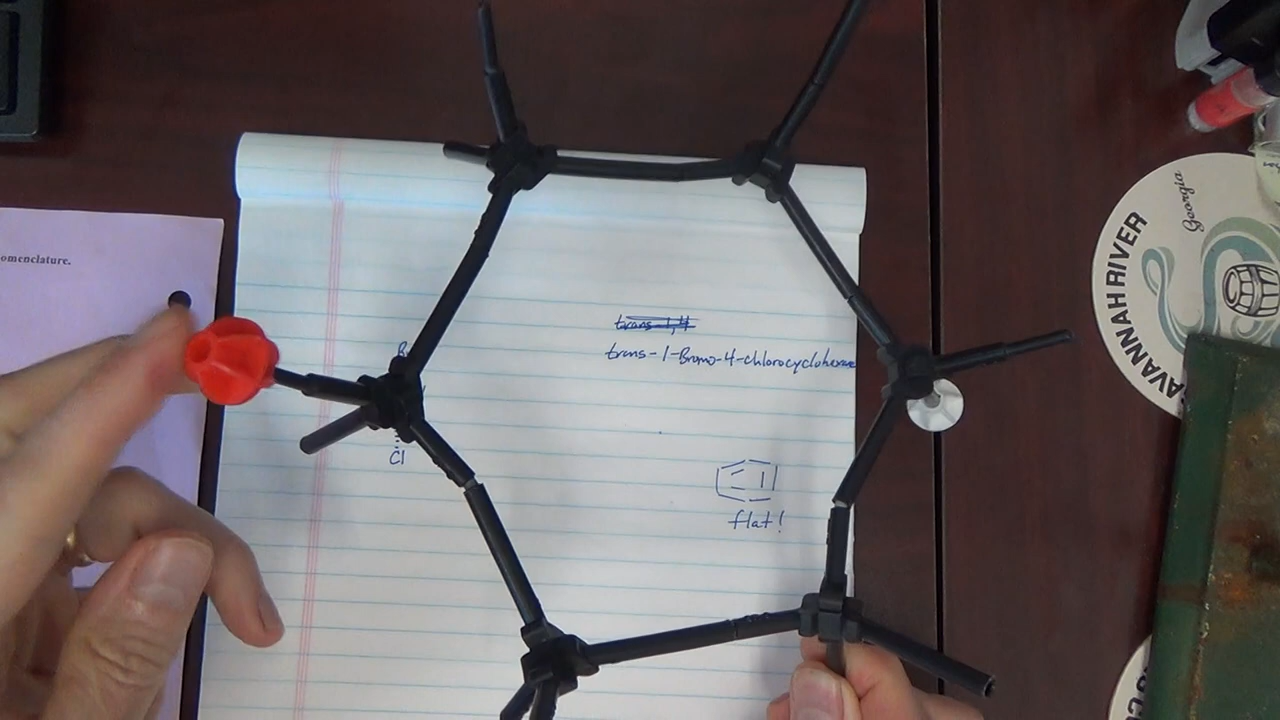 omenclature.
trans-1,4
trans-1-Bromo-4-chlorocyclohexane
Cl
flat!
SAVANNAH RIVER
Georgia